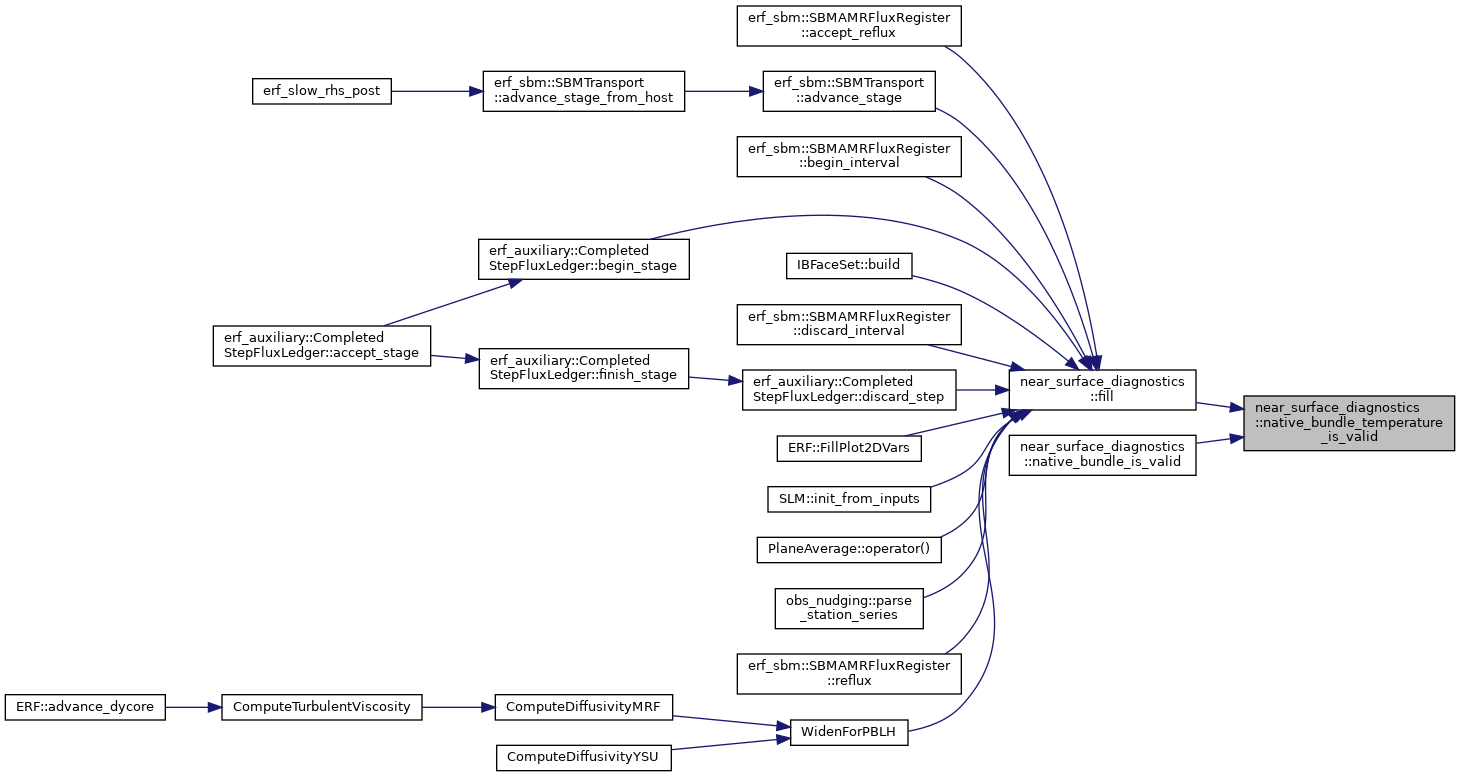 erf_sbm::SBMAMRFluxRegister
::accept_reflux
erf_slow_rhs_post
erf_sbm::SBMTransport
::advance_stage_from_host
erf_sbm::SBMTransport
::advance_stage
erf_sbm::SBMAMRFluxRegister
::begin_interval
erf_auxiliary::Completed
StepFluxLedger::begin_stage
IBFaceSet::build
erf_sbm::SBMAMRFluxRegister
::discard_interval
erf_auxiliary::Completed
StepFluxLedger::accept_stage
erf_auxiliary::Completed
StepFluxLedger::finish_stage
erf_auxiliary::Completed
StepFluxLedger::discard_step
near_surface_diagnostics
::fill
near_surface_diagnostics
::native_bundle_temperature
_is_valid
ERF::FillPlot2DVars
near_surface_diagnostics
::native_bundle_is_valid
SLM::init_from_inputs
PlaneAverage::operator()
obs_nudging::parse
_station_series
erf_sbm::SBMAMRFluxRegister
::reflux
ERF::advance_dycore
ComputeTurbulentViscosity
ComputeDiffusivityMRF
WidenForPBLH
ComputeDiffusivityYSU